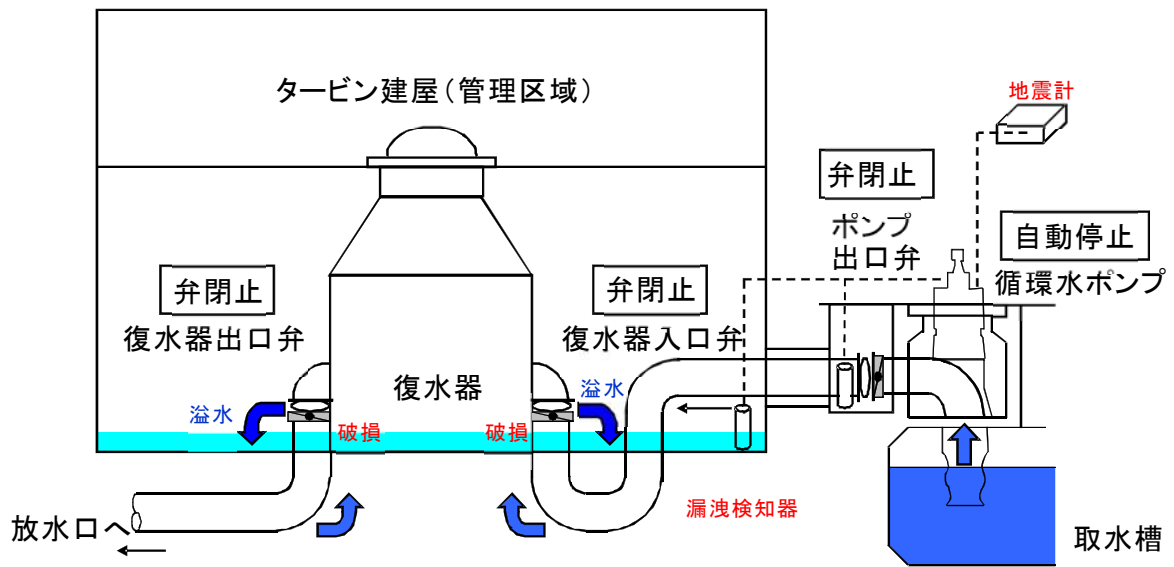 タービン建屋（管理区域）
地震計
弁閉止
ポンプ
出口弁
自動停止
循環水ポンプ
弁閉止
復水器出口弁
弁閉止
復水器入口弁
復水器
溢水
溢水
破損
破損
漏洩検知器
放水口へ
取水槽